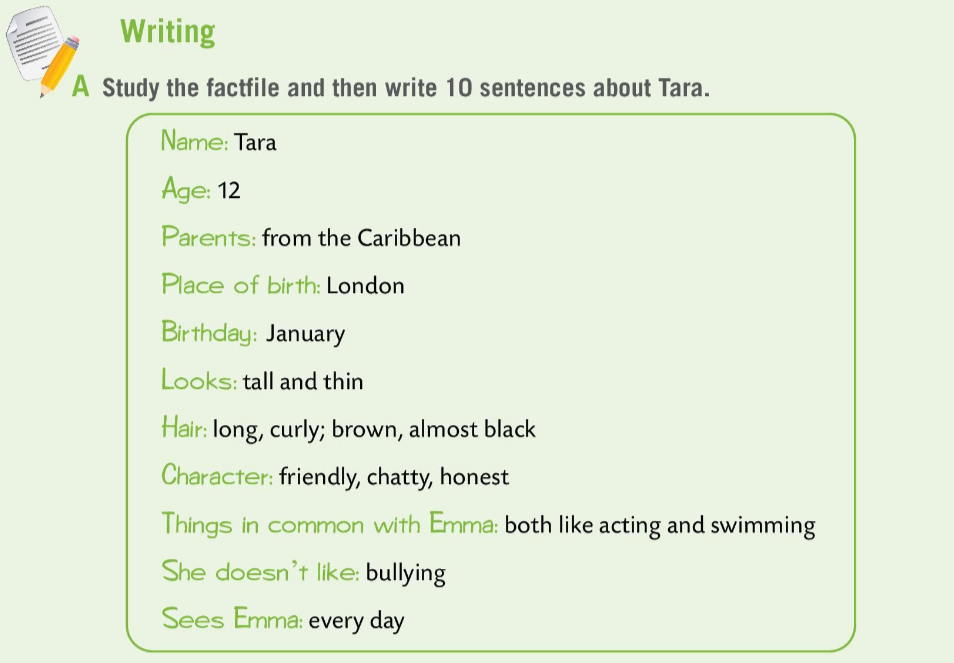 Writing
A Study the factfile and then write 10 sentences about Tara.
Name: Tara
Age: 12
Parents: from the Caribbean
Place of birth: London
Birthday: January
Looks: tall and thin
Hair: long, curly; brown, almost black
Character: friendly, chatty, honest
Things in common with Emma: both like acting and swimming
She doesn't like: bullying
Sees Emma: every day